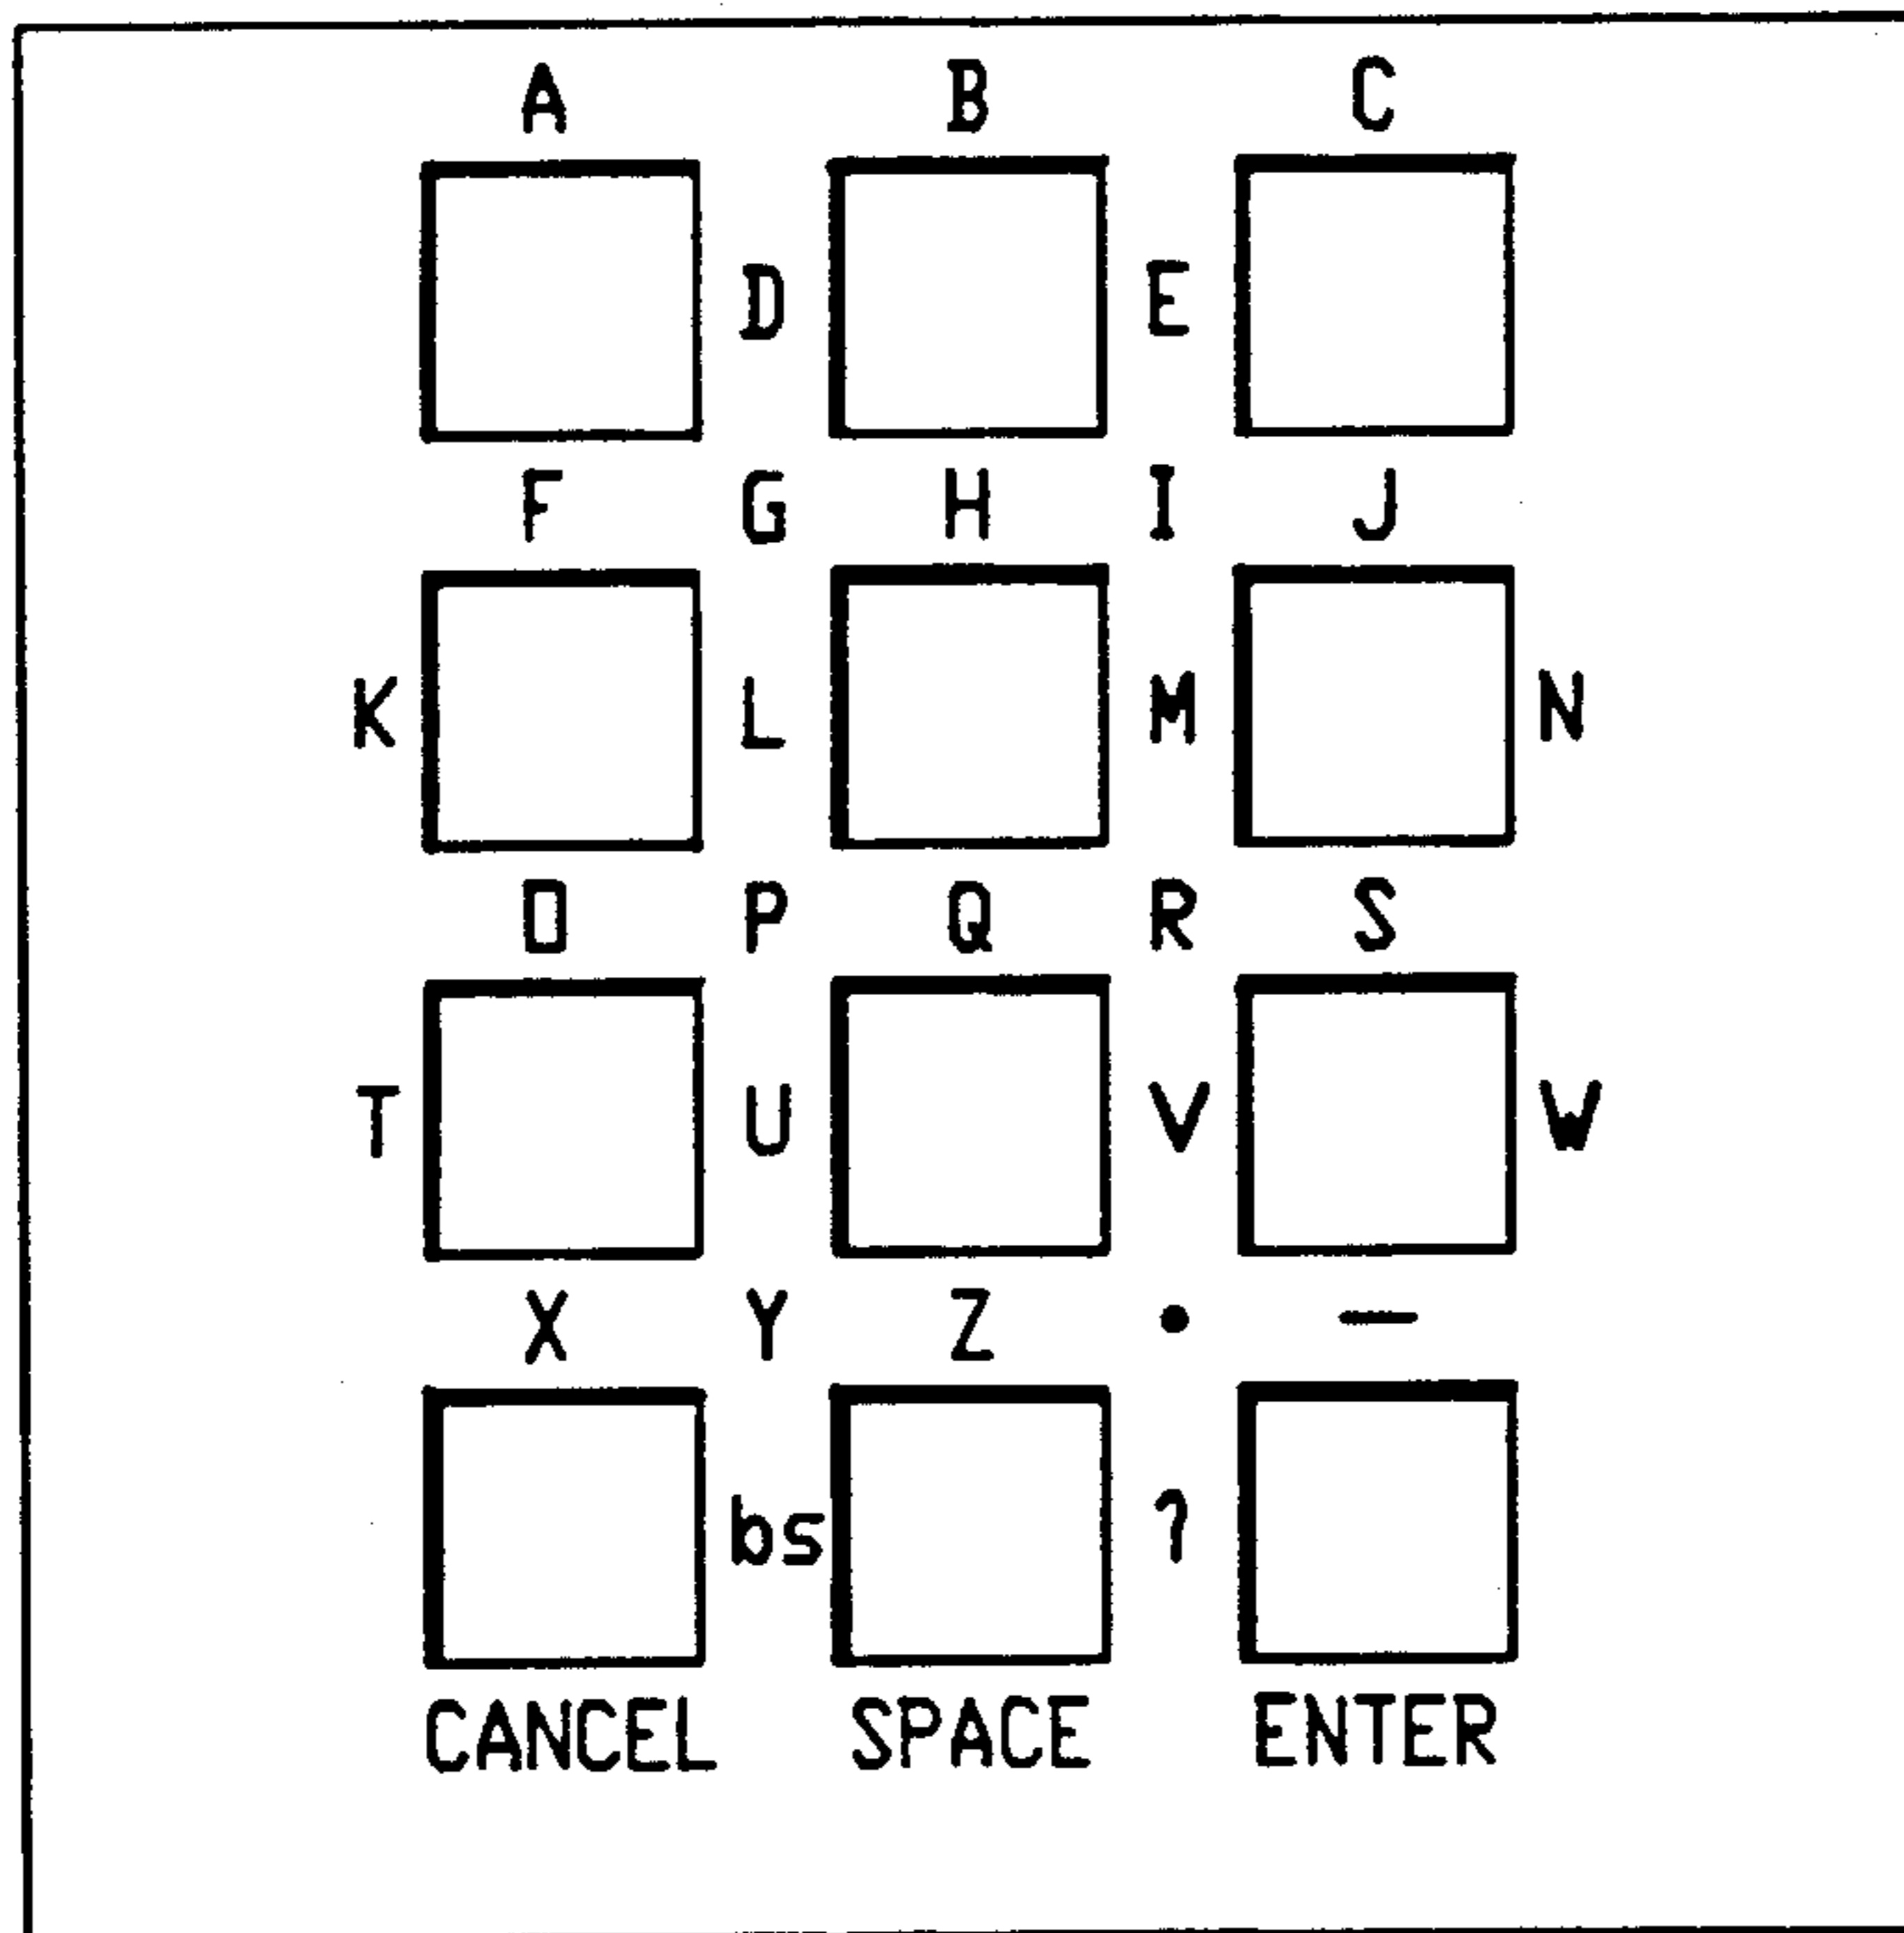 A B C
D E
F G H I J
K L M N
O P Q R S
T U V W
X Y Z • —
bs ?
CANCEL SPACE ENTER